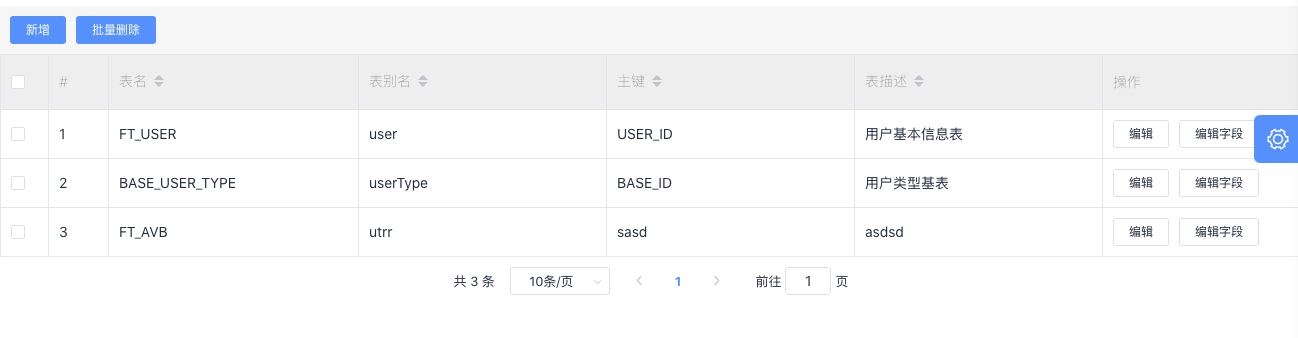 新增 批量删除
# 表名 表别名 主键 表描述 操作
1 FT_USER user USER_ID 用户基本信息表 编辑 编辑字段
2 BASE_USER_TYPE userType BASE_ID 用户类型基表 编辑 编辑字段
3 FT_AVB utrr sasd asdsd 编辑 编辑字段
共 3 条 10条/页 1 前往 1 页